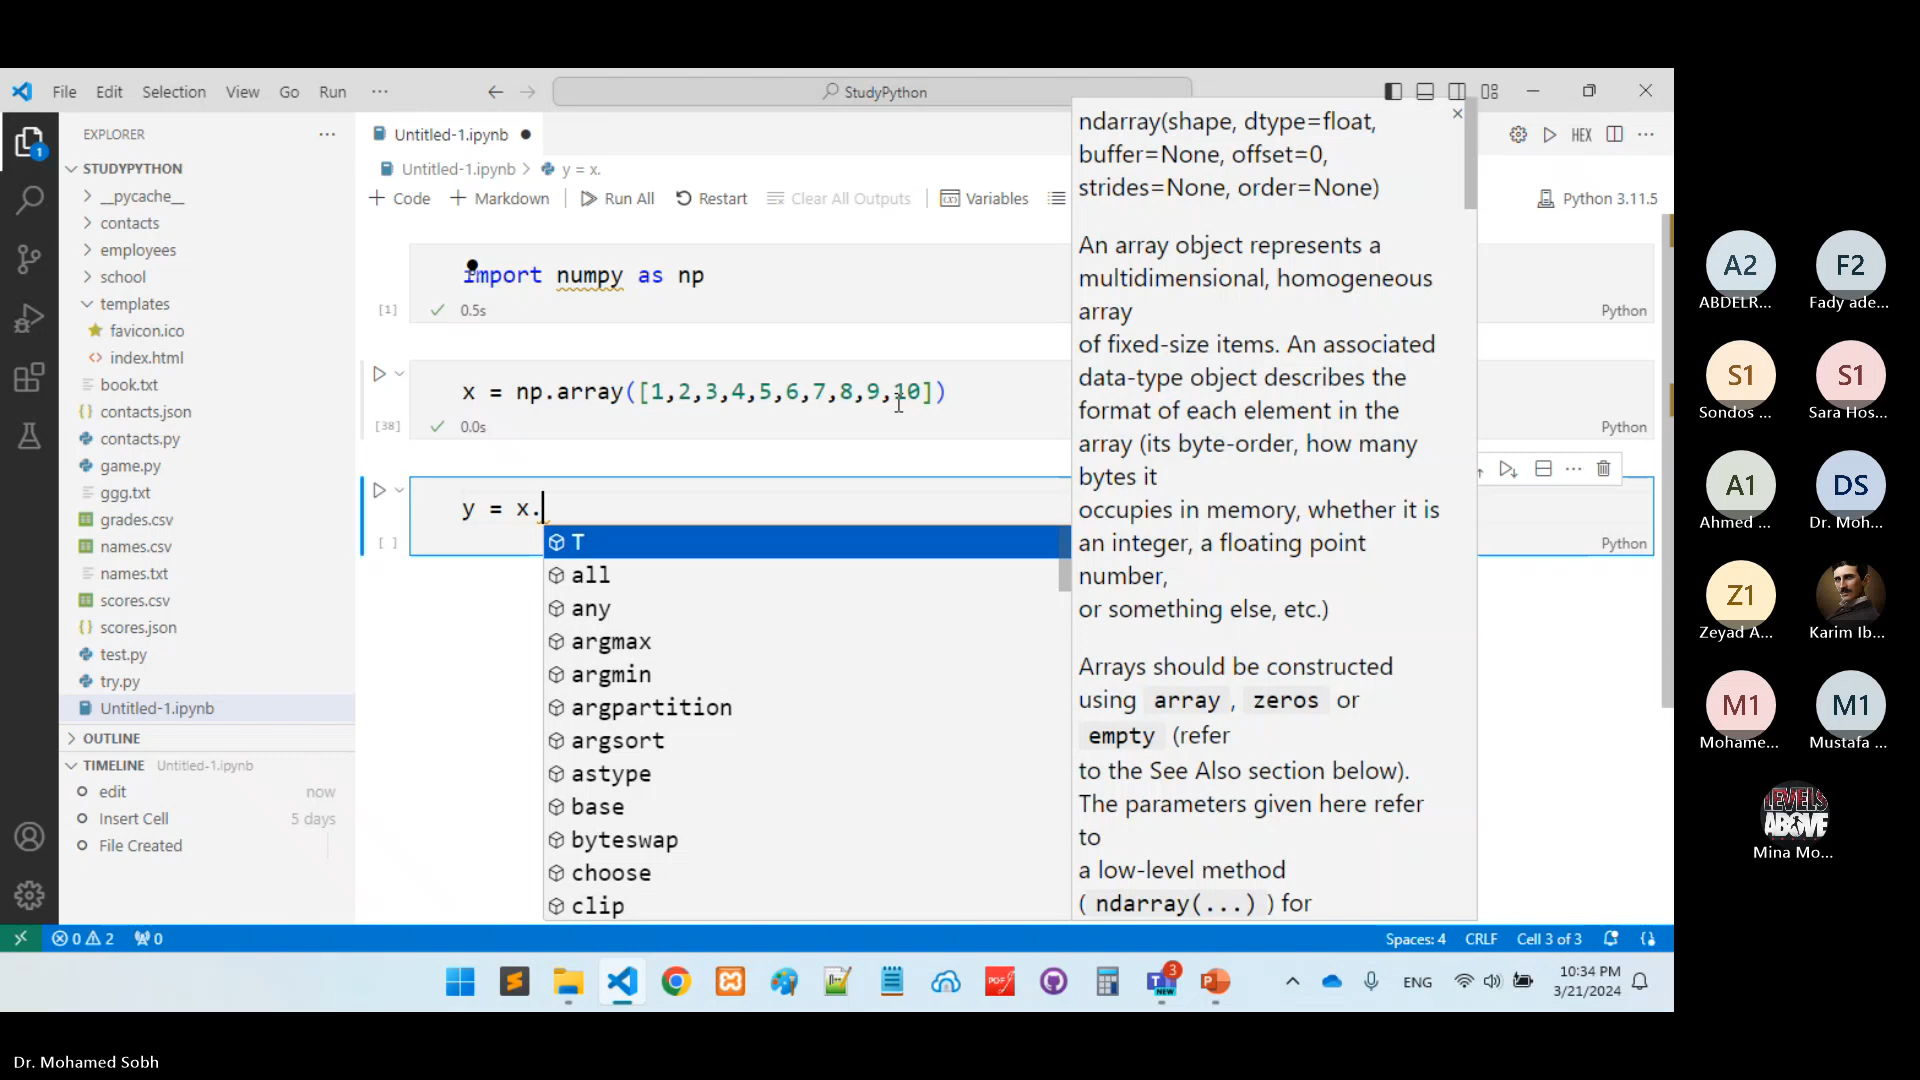 File Edit Selection View Go Run ···
StudyPython
EXPLORER ···
STUDYPYTHON
__pycache__
contacts
employees
school
templates
favicon.ico
index.html
book.txt
contacts.json
contacts.py
game.py
ggg.txt
grades.csv
names.csv
names.txt
scores.csv
scores.json
test.py
try.py
Untitled-1.ipynb
OUTLINE
TIMELINE Untitled-1.ipynb
edit now
Insert Cell 5 days
File Created
1
Untitled-1.ipynb
HEX ···
Untitled-1.ipynb > y = x.
+ Code + Markdown Run All Restart Clear All Outputs Variables
Python 3.11.5
import numpy as np
[1] 0.5s
Python
x = np.array([1,2,3,4,5,6,7,8,9,10])
[38] 0.0s
Python
···
y = x.
[ ]
Python
T
all
any
argmax
argmin
argpartition
argsort
astype
base
byteswap
choose
clip
ndarray(shape, dtype=float,
buffer=None, offset=0,
strides=None, order=None)
An array object represents a
multidimensional, homogeneous
array
of fixed-size items. An associated
data-type object describes the
format of each element in the
array (its byte-order, how many
bytes it
occupies in memory, whether it is
an integer, a floating point
number,
or something else, etc.)
Arrays should be constructed
using array , zeros or
empty (refer
to the See Also section below).
The parameters given here refer
to
a low-level method
( ndarray(...) ) for
0 2 0
Spaces: 4 CRLF Cell 3 of 3
3
NEW
PDF
ENG
10:34 PM
3/21/2024
A2
ABDELR...
F2
Fady ade...
S1
Sondos ...
S1
Sara Hos...
A1
Ahmed ...
DS
Dr. Moh...
Z1
Zeyad A...
Karim Ib...
M1
Mohame...
M1
Mustafa ...
LEVELS
ABOVE
Mina Mo...
Dr. Mohamed Sobh